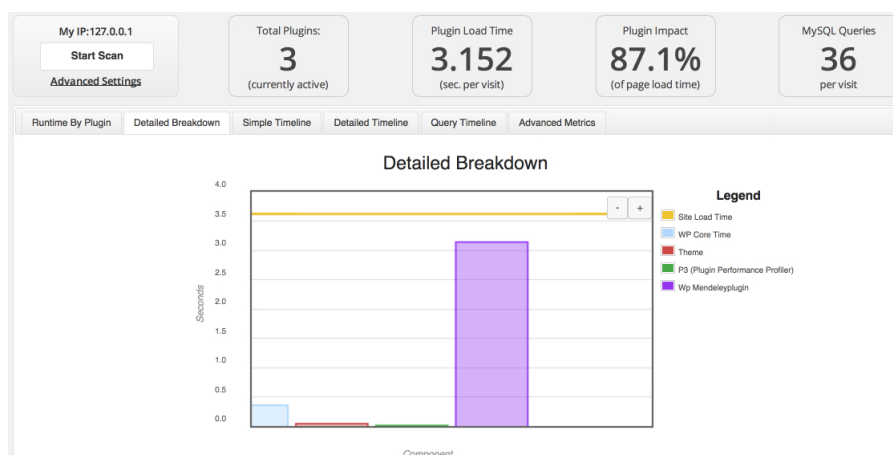 My IP:127.0.0.1
Start Scan
Advanced Settings
Total Plugins:
3
(currently active)
Plugin Load Time
3.152
(sec. per visit)
Plugin Impact
87.1%
(of page load time)
MySQL Queries
36
per visit
Runtime By Plugin
Detailed Breakdown
Simple Timeline
Detailed Timeline
Query Timeline
Advanced Metrics
Detailed Breakdown
4.0
3.5
3.0
2.5
2.0
1.5
1.0
0.5
0.0
Seconds
- +
Legend
Site Load Time
WP Core Time
Theme
P3 (Plugin Performance Profiler)
Wp Mendeleyplugin
Component